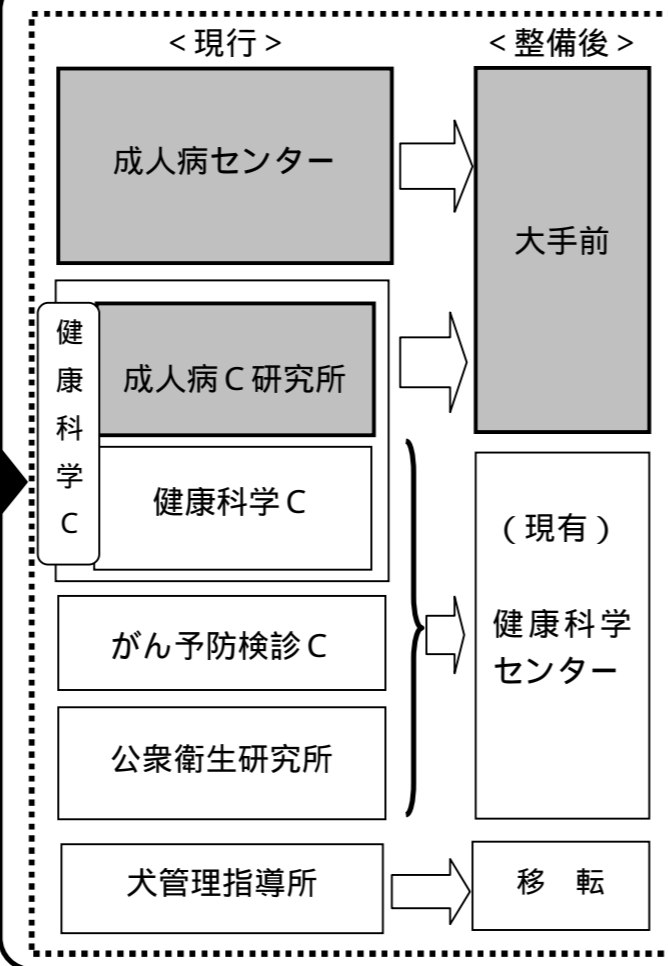 ＜現行＞
＜整備後＞
成人病センター
大手前
健康科学Ｃ
成人病Ｃ研究所
健康科学Ｃ
（現有）
健康科学
センター
がん予防検診Ｃ
公衆衛生研究所
犬管理指導所
移　転